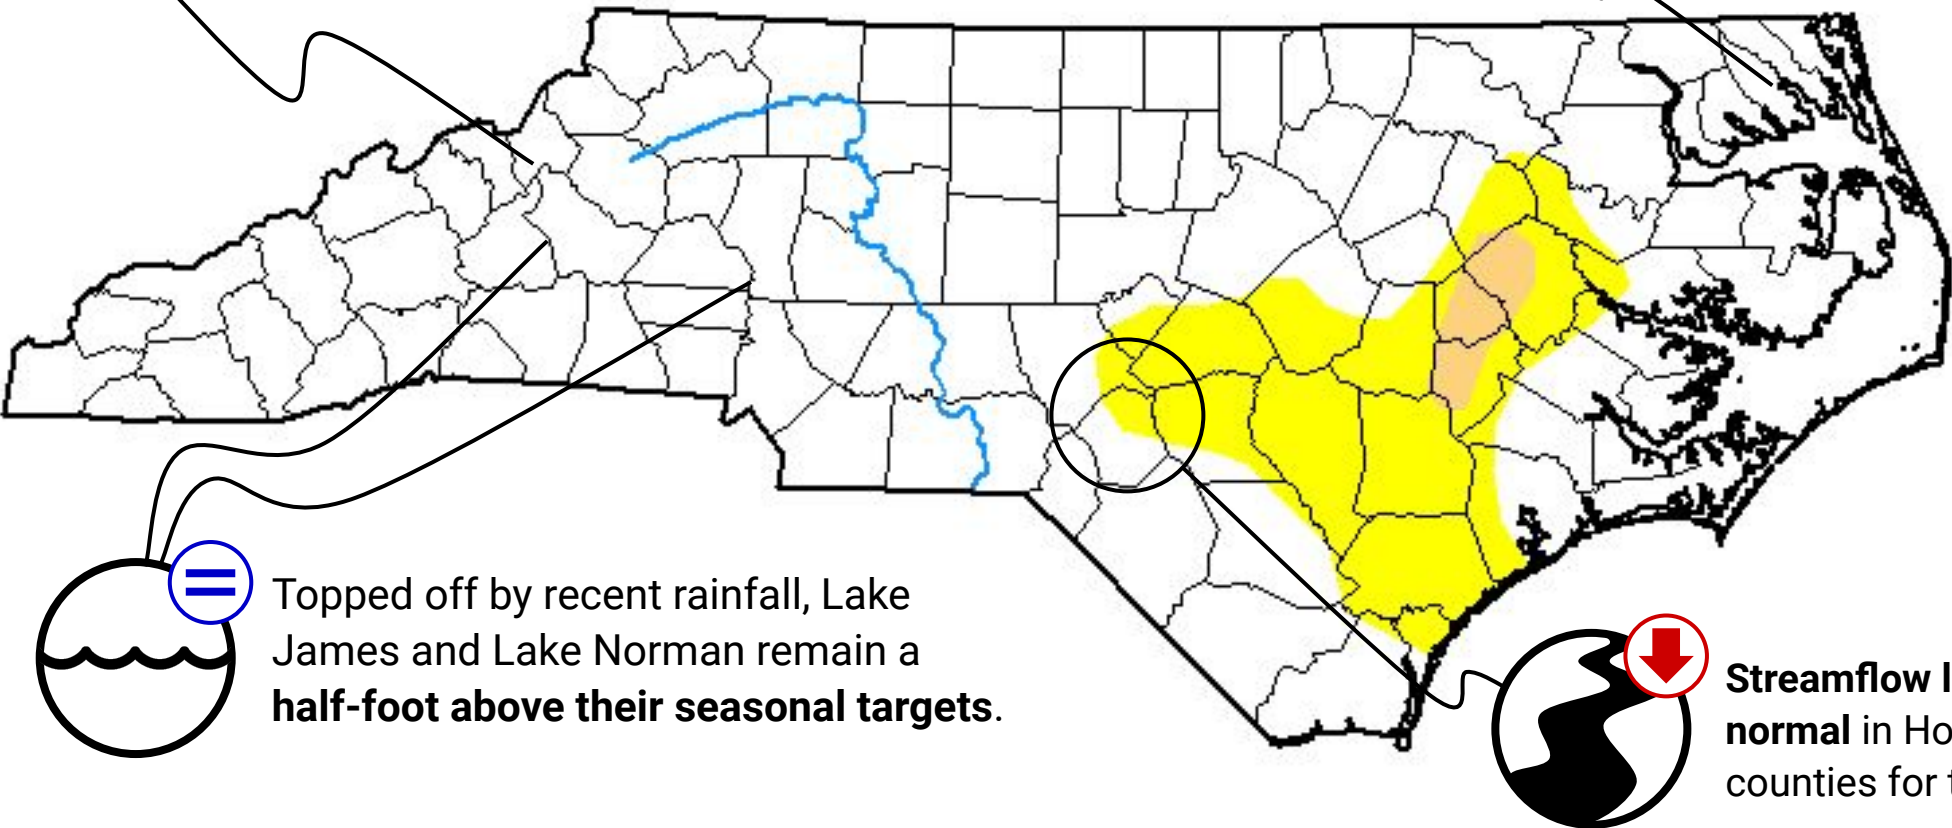 Topped off by recent rainfall, Lake
James and Lake Norman remain a
half-foot above their seasonal targets.
Streamflow
normal in
counties for